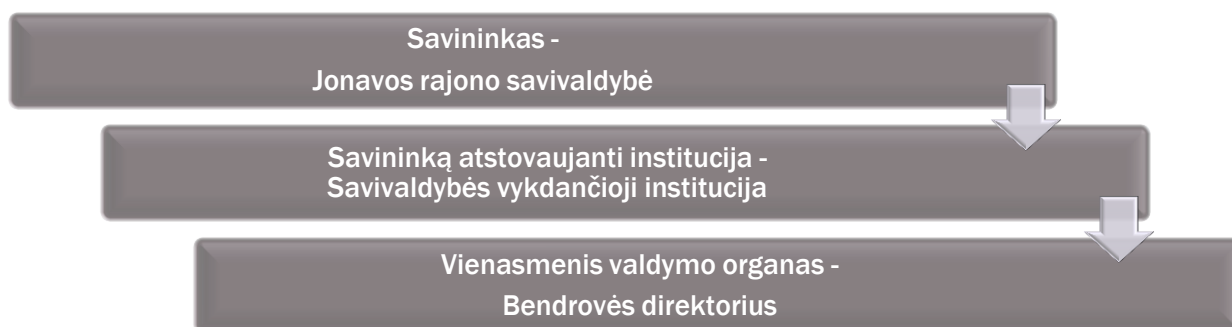 Savininkas -
Jonavos rajono savivaldybė
Savininką atstovaujanti institucija -
Savivaldybės vykdančioji institucija
Vienasmenis valdymo organas -
Bendrovės direktorius